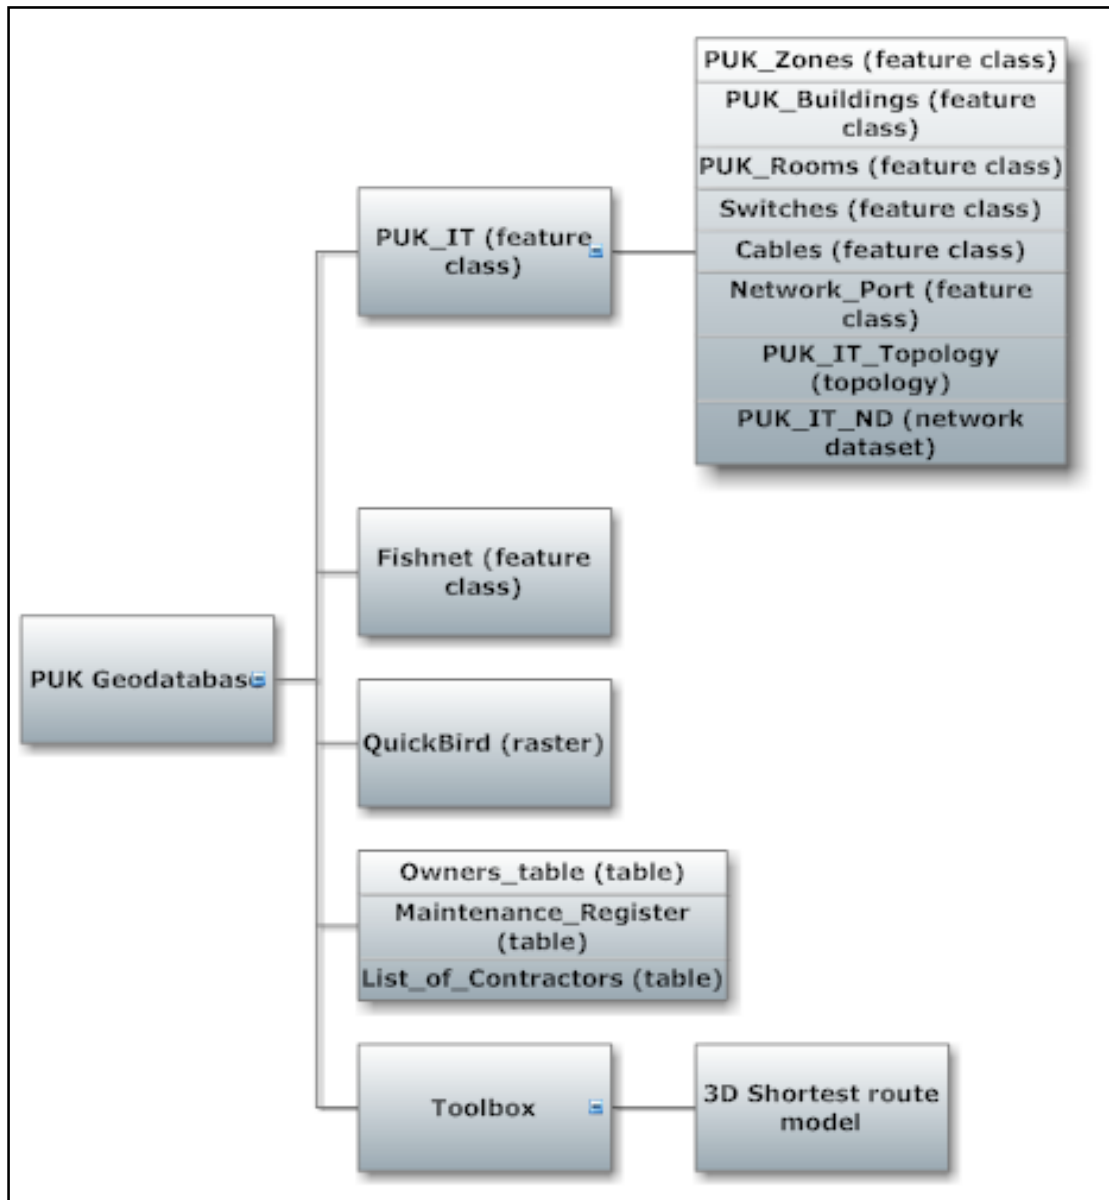 PUK_Zones (feature class)
PUK_Buildings (feature
class)
PUK_Rooms (feature class)
Switches (feature class)
Cables (feature class)
Network_Port (feature
class)
PUK_IT_Topology
(topology)
PUK_IT_ND (network
dataset)
PUK_IT (feature
class)
Fishnet (feature
class)
PUK Geodatabase
QuickBird (raster)
Owners_table (table)
Maintenance_Register
(table)
List_of_Contractors (table)
Toolbox
3D Shortest route
model